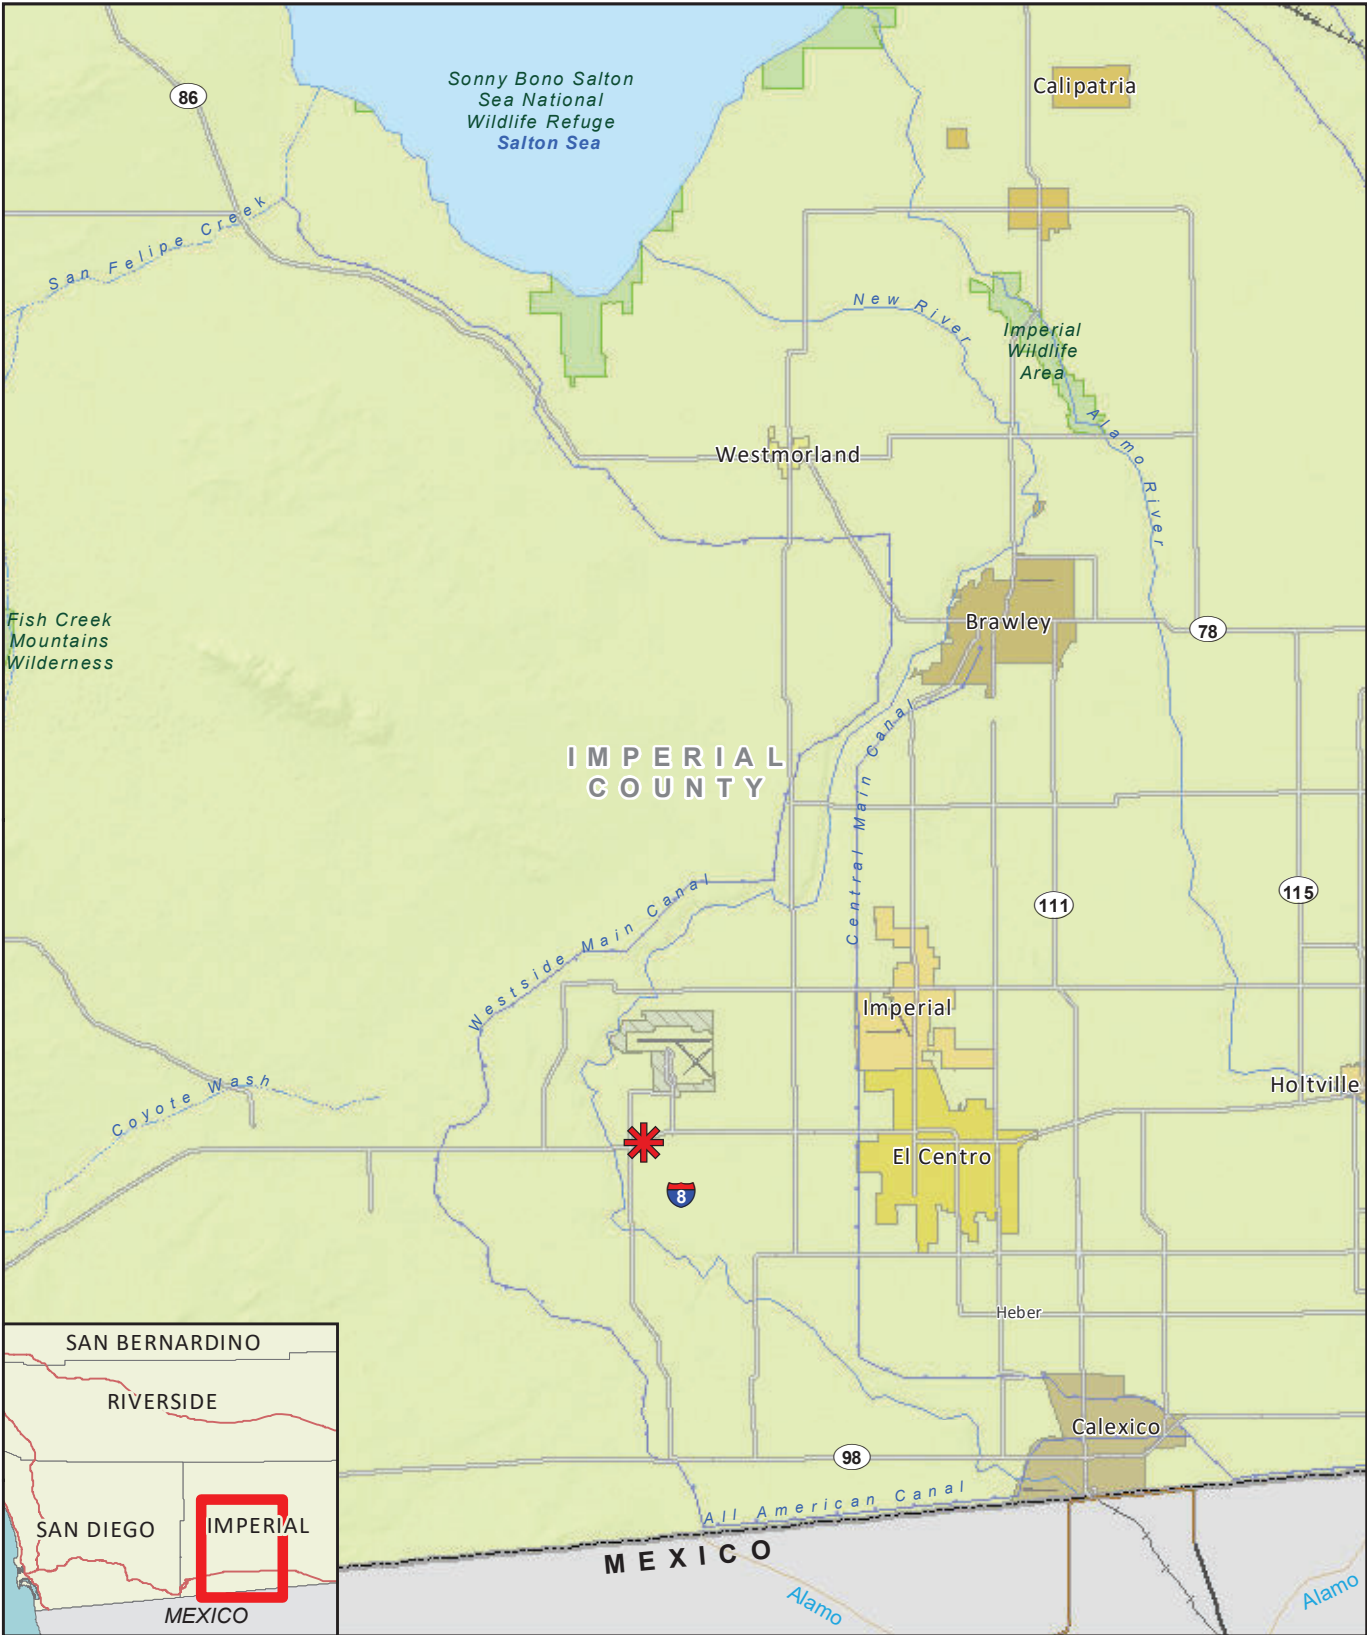 Sonny Bono Salton
Sea National
Wildlife Refuge
Salton Sea
Calipatria
86
San Felipe Creek
New River
Imperial
Wildlife
Area
Alamo River
Westmorland
Fish Creek
Mountains
Wilderness
Brawley
78
IMPERIAL
COUNTY
Central Main Canal
Westside Main Canal
111
115
Imperial
Coyote Wash
Holtville
El Centro
8
Heber
Calexico
98
All American Canal
MEXICO
Alamo
Alamo
SAN BERNARDINO
RIVERSIDE
SAN DIEGO
IMPERIAL
MEXICO